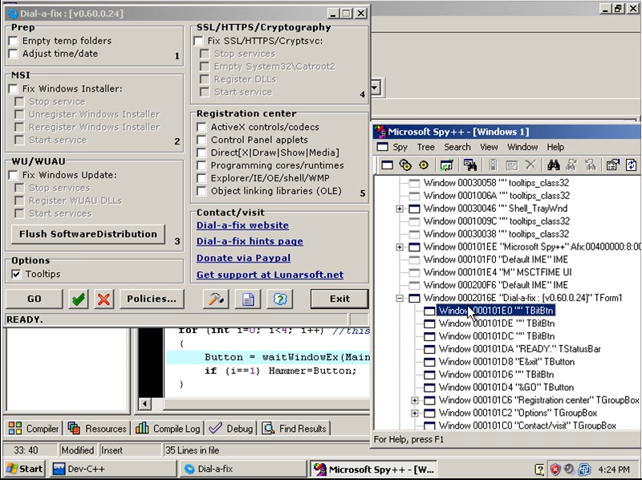 Dial-a-fix : [v0.60.0.24]
Prep
Empty temp folders
Adjust time/date
1
MSI
Fix Windows Installer:
Stop service
Unregister Windows Installer
Reregister Windows Installer
Start service
2
WU/WUAU
Fix Windows Update:
Stop services
Register WUAU DLLs
Start services
Flush SoftwareDistribution
3
Options
Tooltips
SSL/HTTPS/Cryptography
Fix SSL/HTTPS/Cryptsvc:
Stop services
Empty System32\Catroot2
Register DLLs
Start service
4
Registration center
ActiveX controls/codecs
Control Panel applets
Direct[X|Draw|Show|Media]
Programming cores/runtimes
Explorer/IE/OE/shell/WMP
Object linking libraries (OLE)
5
Contact/visit
Dial-a-fix website
Dial-a-fix hints page
Donate via Paypal
Get support at Lunarsoft.net
GO
Policies...
Exit
READY.
Microsoft Spy++ - [Windows 1]
Spy Tree Search View Window Help
Window 00030058 "" tooltips_class32
Window 0001006A "" tooltips_class32
Window 00030046 "" Shell_TrayWnd
Window 0001009C "" tooltips_class32
Window 00030038 "" tooltips_class32
Window 000101EE "Microsoft Spy++" Afx:00400000:8:00
Window 000101F0 "Default IME" IME
Window 000101E4 "M" MSCTFIME UI
Window 000200F6 "Default IME" IME
Window 0002016E "Dial-a-fix : [v0.60.0.24]" TForm1
Window 000101E0 "" TBitBtn
Window 000101DE "" TBitBtn
Window 000101DC "" TBitBtn
Window 000101DA "READY." TStatusBar
Window 000101D8 "E&xit" TButton
Window 000101D6 "" TBitBtn
Window 000101D4 "&GO" TButton
Window 000101C6 "Registration center" TGroupBox
Window 000101C2 "Options" TGroupBox
Window 000101C0 "Contact/visit" TGroupBox
For Help, press F1
for (int i=0; i<4; i++) //this
{
Button = waitWindowEx(Main
if (i==1) Hammer=Button;
}
Compiler Resources Compile Log Debug Find Results
33: 40 Modified Insert 35 Lines in file
Start Dev-C++ Dial-a-fix Microsoft Spy++ - [W... 4:24 PM